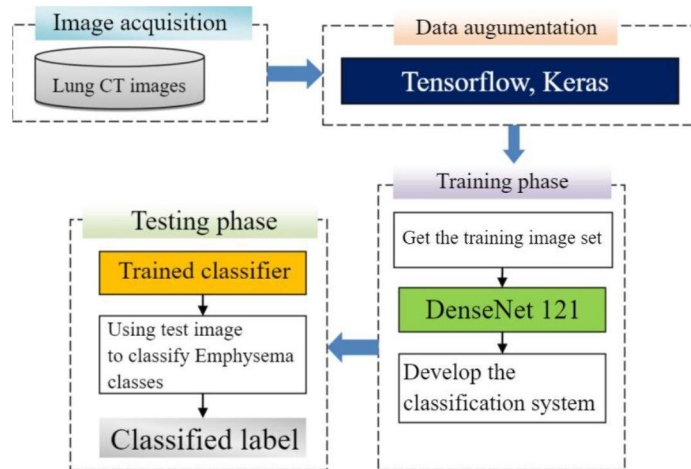 Image acquisition
Lung CT images
Data augumentation
Tensorflow, Keras
Training phase
Get the training image set
DenseNet 121
Develop the
classification system
Testing phase
Trained classifier
Using test image
to classify Emphysema
classes
Classified label